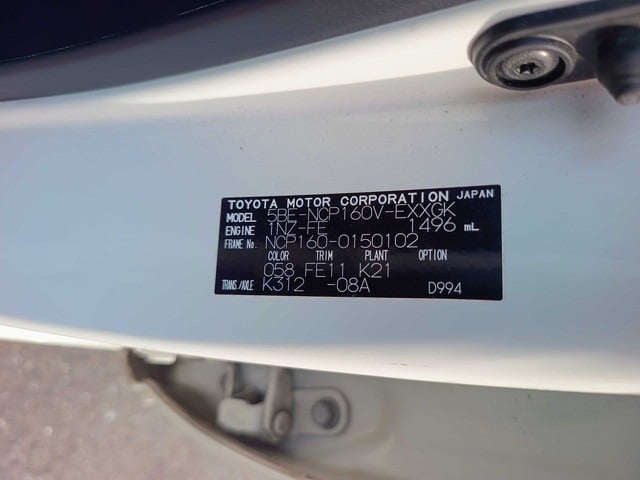 TOYOTA MOTOR CORPORATION JAPAN
MODEL 5BE-NCP160V-EXXGK
ENGINE 1NZ-FE 1496 mL
FRAME No. NCP160-0150102
COLOR TRIM PLANT OPTION
058 FE11 K21
TRANS/AXLE K312 -08A D994